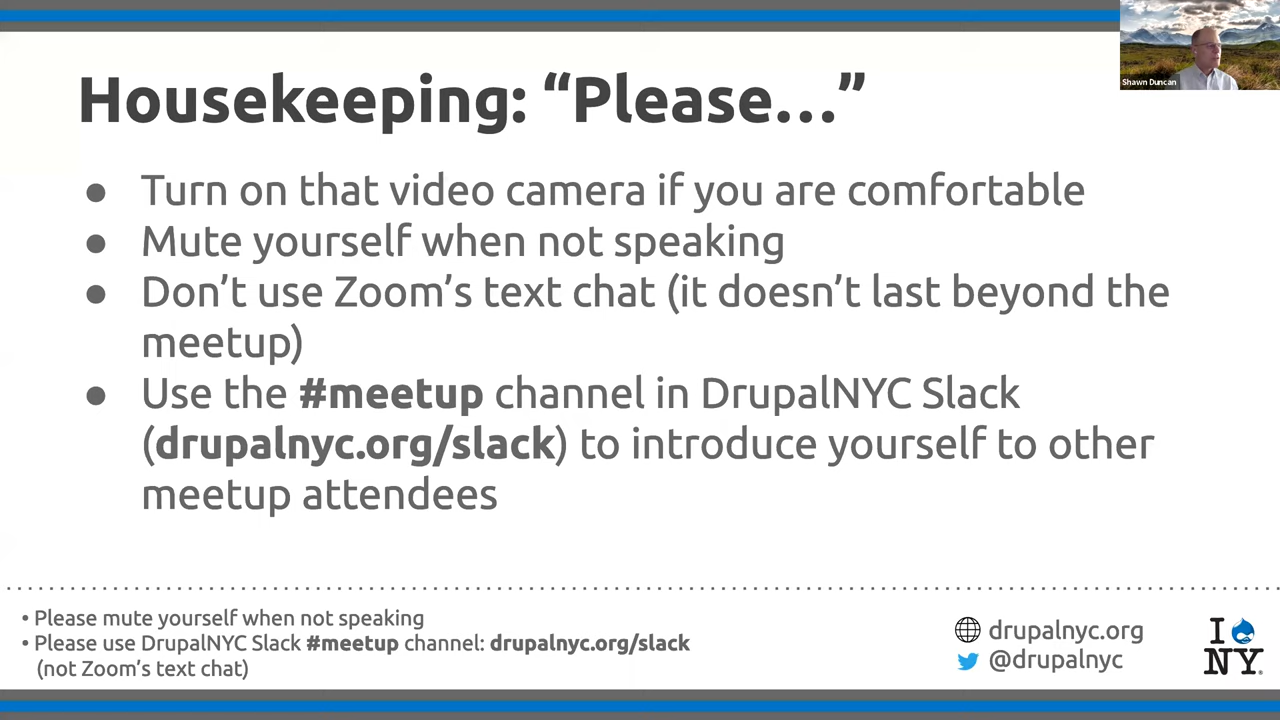 Shawn Duncan
Housekeeping: “Please…”
● Turn on that video camera if you are comfortable
● Mute yourself when not speaking
● Don’t use Zoom’s text chat (it doesn’t last beyond the
meetup)
● Use the #meetup channel in DrupalNYC Slack
(drupalnyc.org/slack) to introduce yourself to other
meetup attendees
• Please mute yourself when not speaking
• Please use DrupalNYC Slack #meetup channel: drupalnyc.org/slack
(not Zoom’s text chat)
drupalnyc.org
@drupalnyc
I
NY®